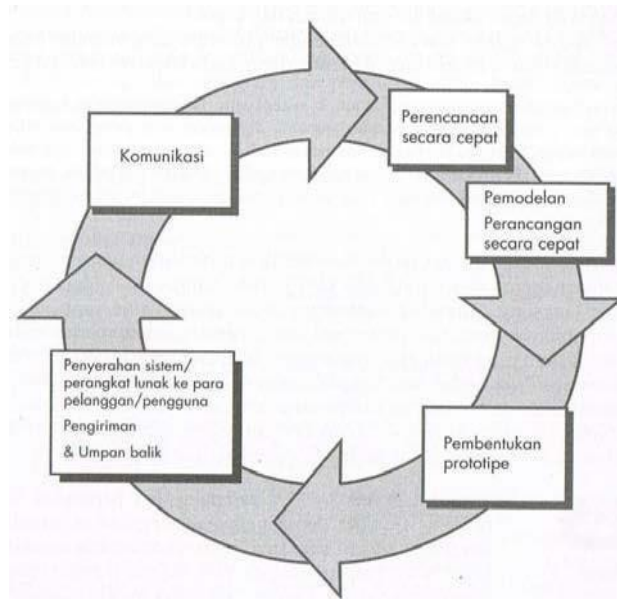 Komunikasi
Perencanaan
secara cepat
Pemodelan
Perancangan
secara cepat
Pembentukan
prototipe
Penyerahan sistem/
perangkat lunak ke para
pelanggan/pengguna
Pengiriman
& Umpan balik